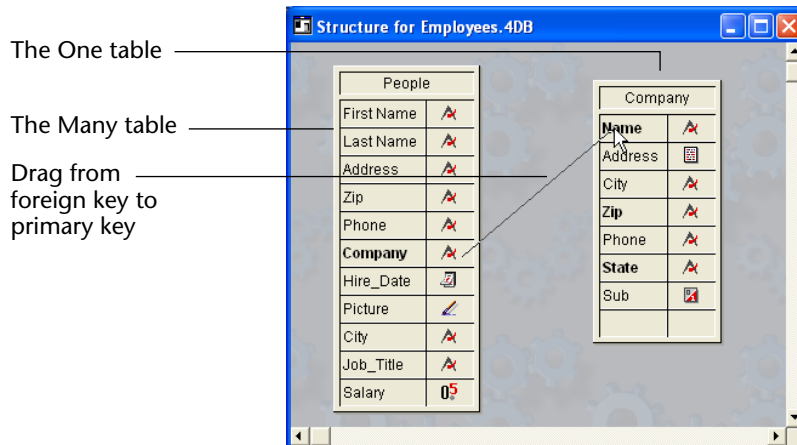 Structure for Employees.4DB
The One table
The Many table
Drag from
foreign key to
primary key
People
First Name
Last Name
Address
Zip
Phone
Company
Hire_Date
Picture
City
Job_Title
Salary
Company
Name
Address
City
Zip
Phone
State
Sub